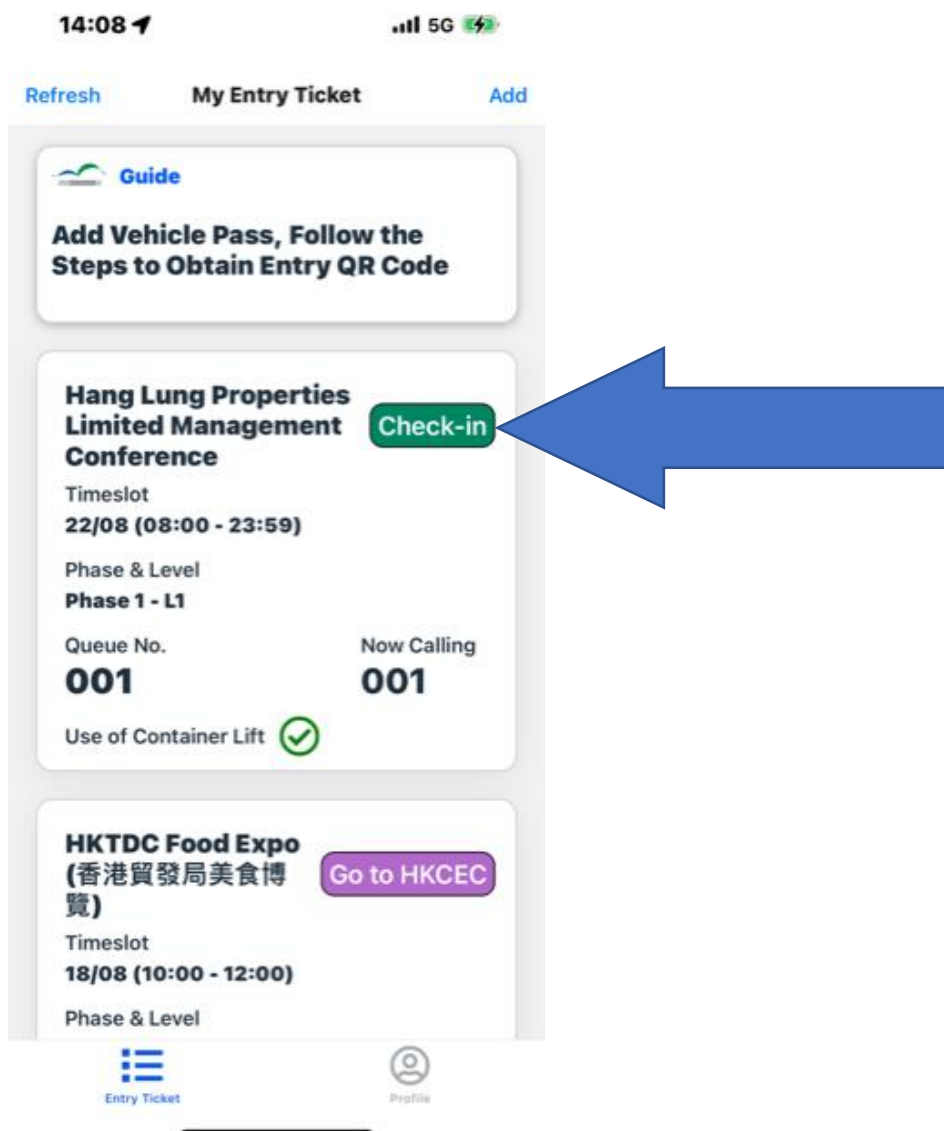 14:08
5G
Refresh My Entry Ticket Add
Guide
Add Vehicle Pass, Follow the
Steps to Obtain Entry QR Code
Hang Lung Properties
Limited Management
Conference
Check-in
Timeslot
22/08 (08:00 - 23:59)
Phase & Level
Phase 1 - L1
Queue No. Now Calling
001 001
Use of Container Lift
HKTDC Food Expo
(香港貿發局美食博
覽)
Go to HKCEC
Timeslot
18/08 (10:00 - 12:00)
Phase & Level
Entry Ticket Profile